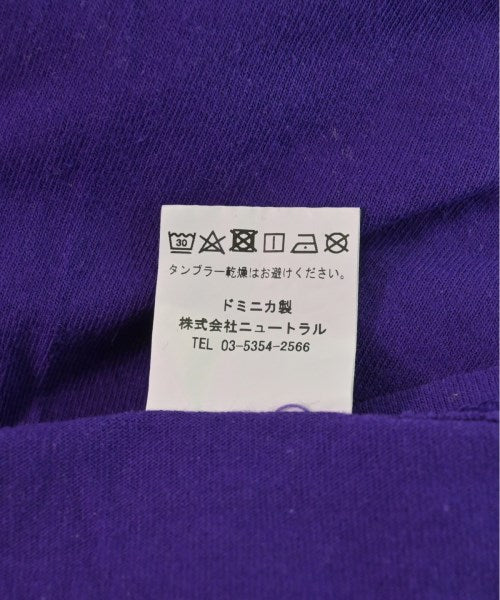 30
タンブラー乾燥はお避けください。
ドミニカ製
株式会社ニュートラル
TEL 03-5354-2566